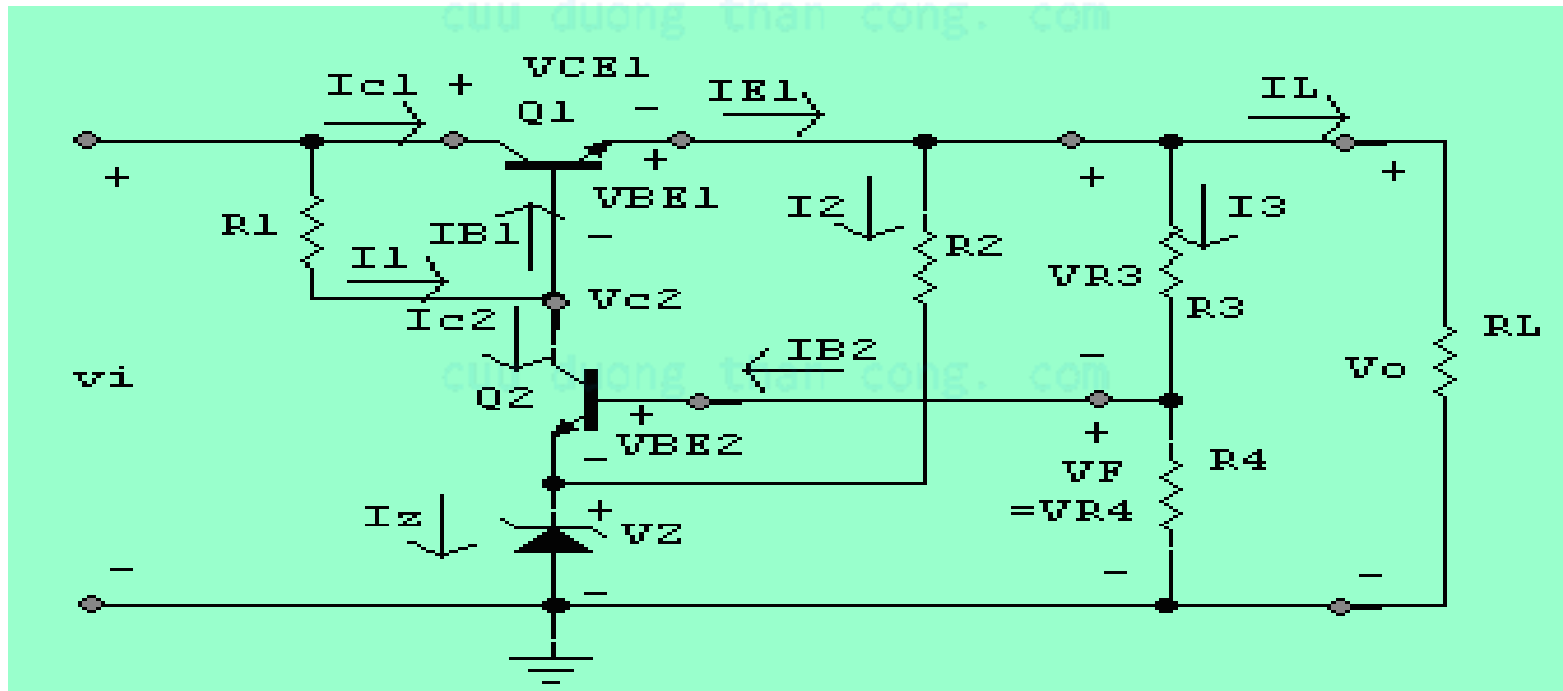 cuu duong than cong. com
VCE1
Ic1 +
Q1 -
IE1
IL
+
+
VBE1
-
+
+
R1
IB1
I1
I2
R2
I3
VR3
R3
Vc2
Ic2
IB2
-
RL
cuu duong than cong. com
vi
Q2
+
VBE2
-
Vo
+
VF
=VR4
R4
Iz
+
VZ
-
-
-
-